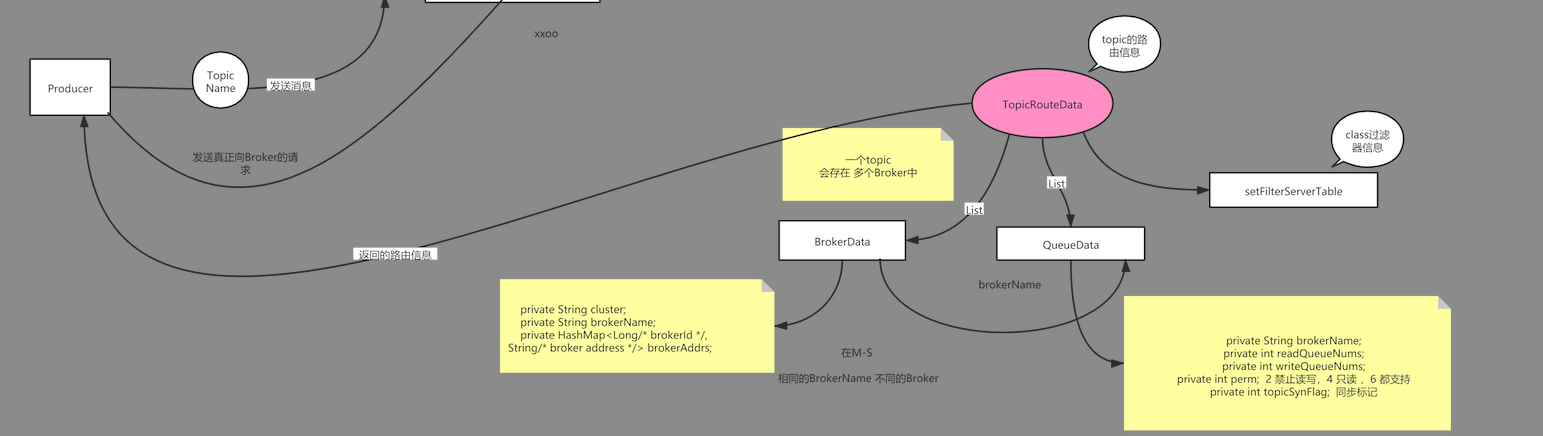 xxoo
topic的路
由信息
Producer
Topic
Name
发送消息
TopicRouteData
class过滤
器信息
发送真正向Broker的请
求
一个topic
会存在 多个Broker中
List
List
setFilterServerTable
BrokerData
QueueData
返回的路由信息
brokerName
private String cluster;
private String brokerName;
private HashMap<Long/* brokerId */,
String/* broker address */> brokerAddrs;
在M-S
相同的BrokerName 不同的Broker
private String brokerName;
private int readQueueNums;
private int writeQueueNums;
private int perm;  2 禁止读写，4 只读 ，6 都支持
private int topicSynFlag;  同步标记